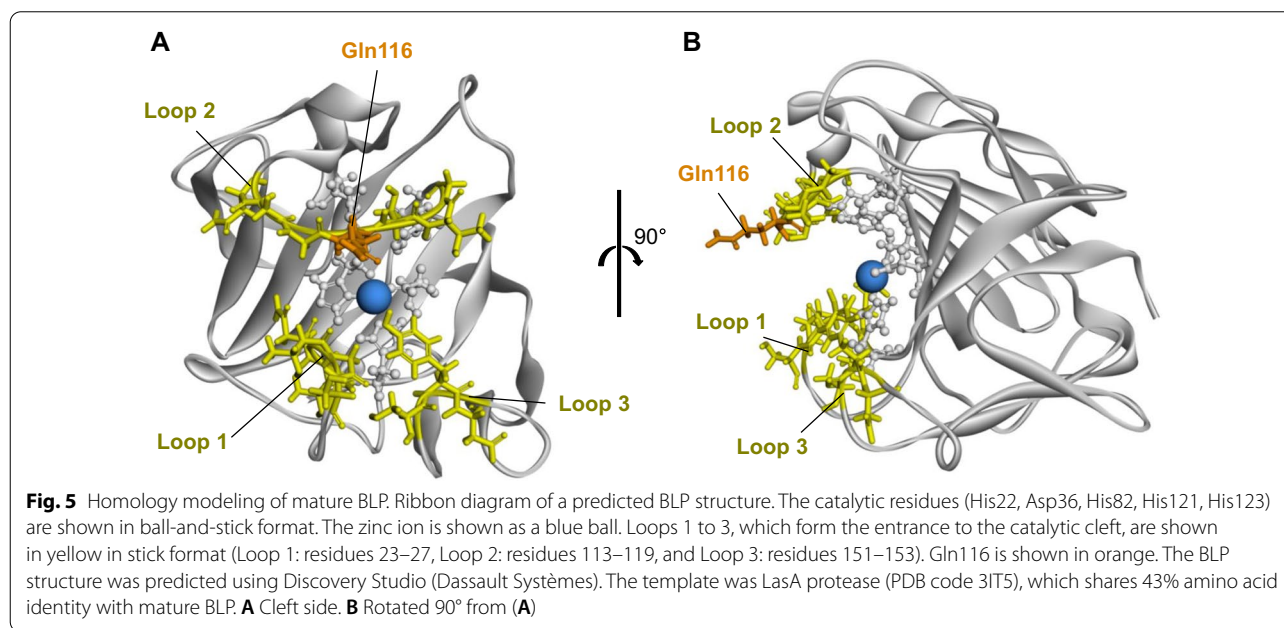 A
B
Gln116
Loop 2
Loop 1
Loop 3
90°
Loop 2
Gln116
Loop 1
Loop 3
Fig. 5 Homology modeling of mature BLP. Ribbon diagram of a predicted BLP structure. The catalytic residues (His22, Asp36, His82, His121, His123)
are shown in ball-and-stick format. The zinc ion is shown as a blue ball. Loops 1 to 3, which form the entrance to the catalytic cleft, are shown
in yellow in stick format (Loop 1: residues 23–27, Loop 2: residues 113–119, and Loop 3: residues 151–153). Gln116 is shown in orange. The BLP
structure was predicted using Discovery Studio (Dassault Systèmes). The template was LasA protease (PDB code 3IT5), which shares 43% amino acid
identity with mature BLP. A Cleft side. B Rotated 90° from (A)